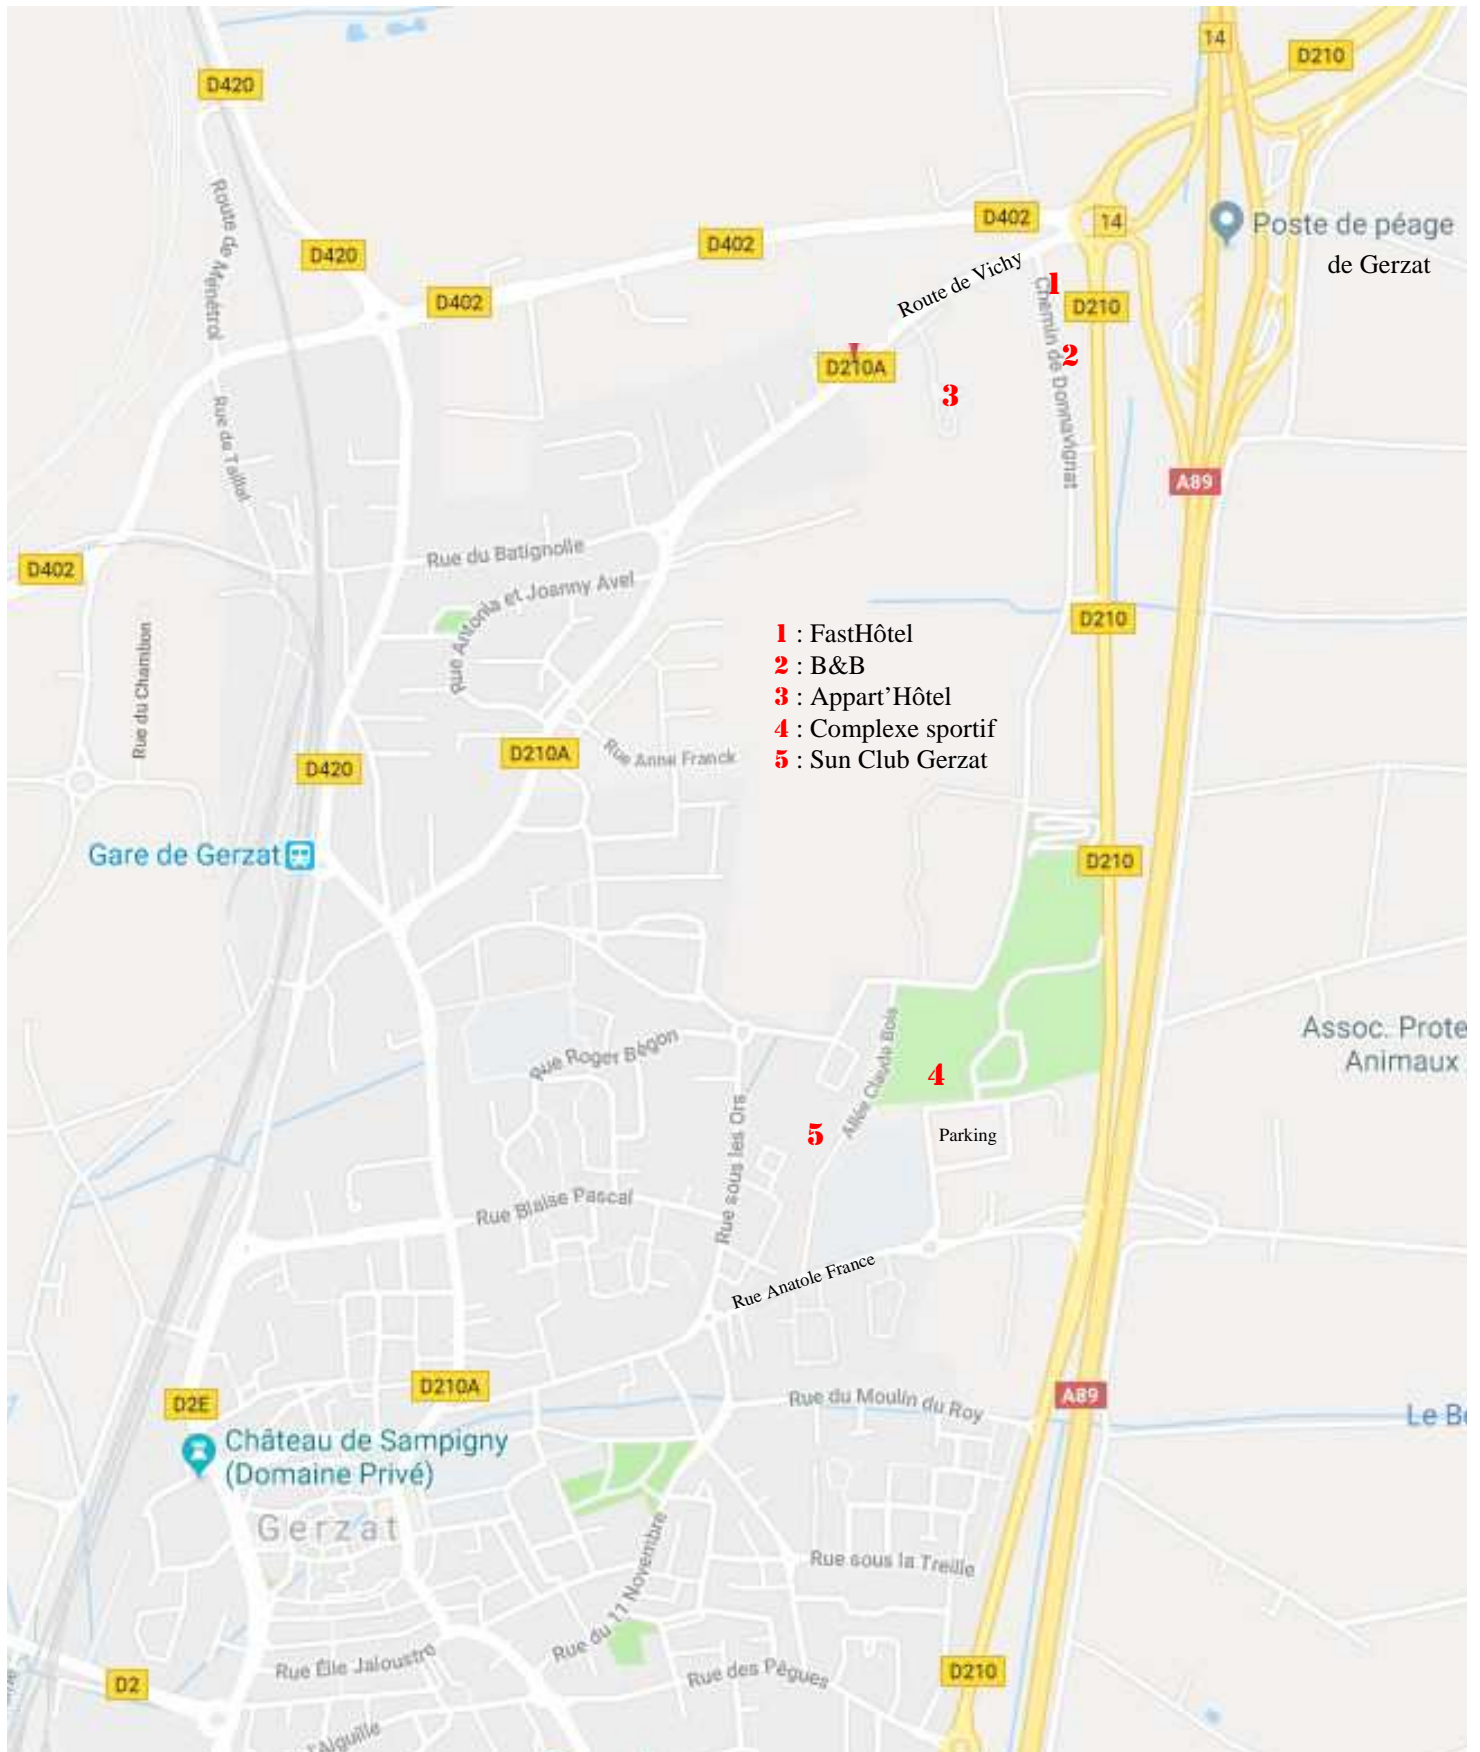 14
D210
D420
Route de Ménétrol
D402
D402
D420
D402
14
Poste de péage
de Gerzat
Route de Vichy
1
Chemin de Donnavignat
D210
2
D210A
3
Rue de Taillat
A89
Rue du Batignolle
D402
Rue Antonia et Joanny Avel
D210
1 : FastHôtel
2 : B&B
3 : Appart'Hôtel
4 : Complexe sportif
5 : Sun Club Gerzat
Rue du Chambon
D420
D210A
Rue Anne Franck
Gare de Gerzat
D210
Rue Roger Bégon
Allée Claude Bois
4
Assoc. Prote
Animaux
Rue sous les Ors
5
Parking
Rue Blaise Pascal
Rue Anatole France
D210A
D2E
Rue du Moulin du Roy
A89
Le B
Château de Sampigny
(Domaine Privé)
Gerzat
Rue du 11 Novembre
Rue sous la Treille
Rue Élie Jaloustre
D2
Rue des Pègues
D210
l'Aiguille